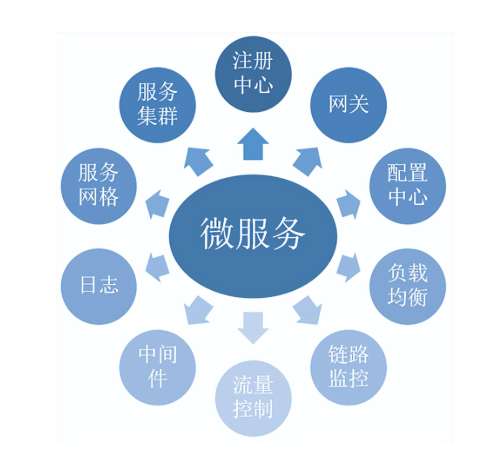 注册
中心
网关
配置
中心
负载
均衡
链路
监控
流量
控制
中间
件
日志
服务
网格
服务
集群
微服务